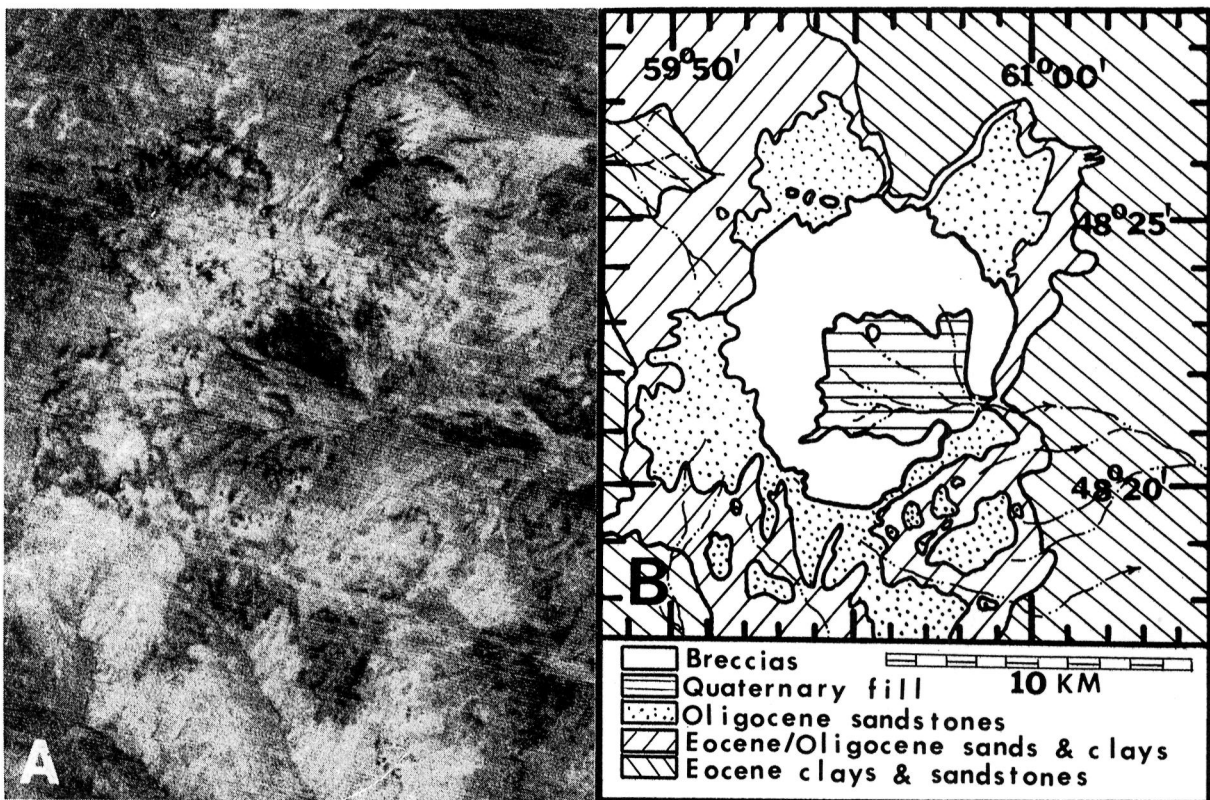 59°50'
61°00'
48°25'
48°20'
A
B
Breccias
Quaternary fill
Oligocene sandstones
Eocene/Oligocene sands & clays
Eocene clays & sandstones
10 KM